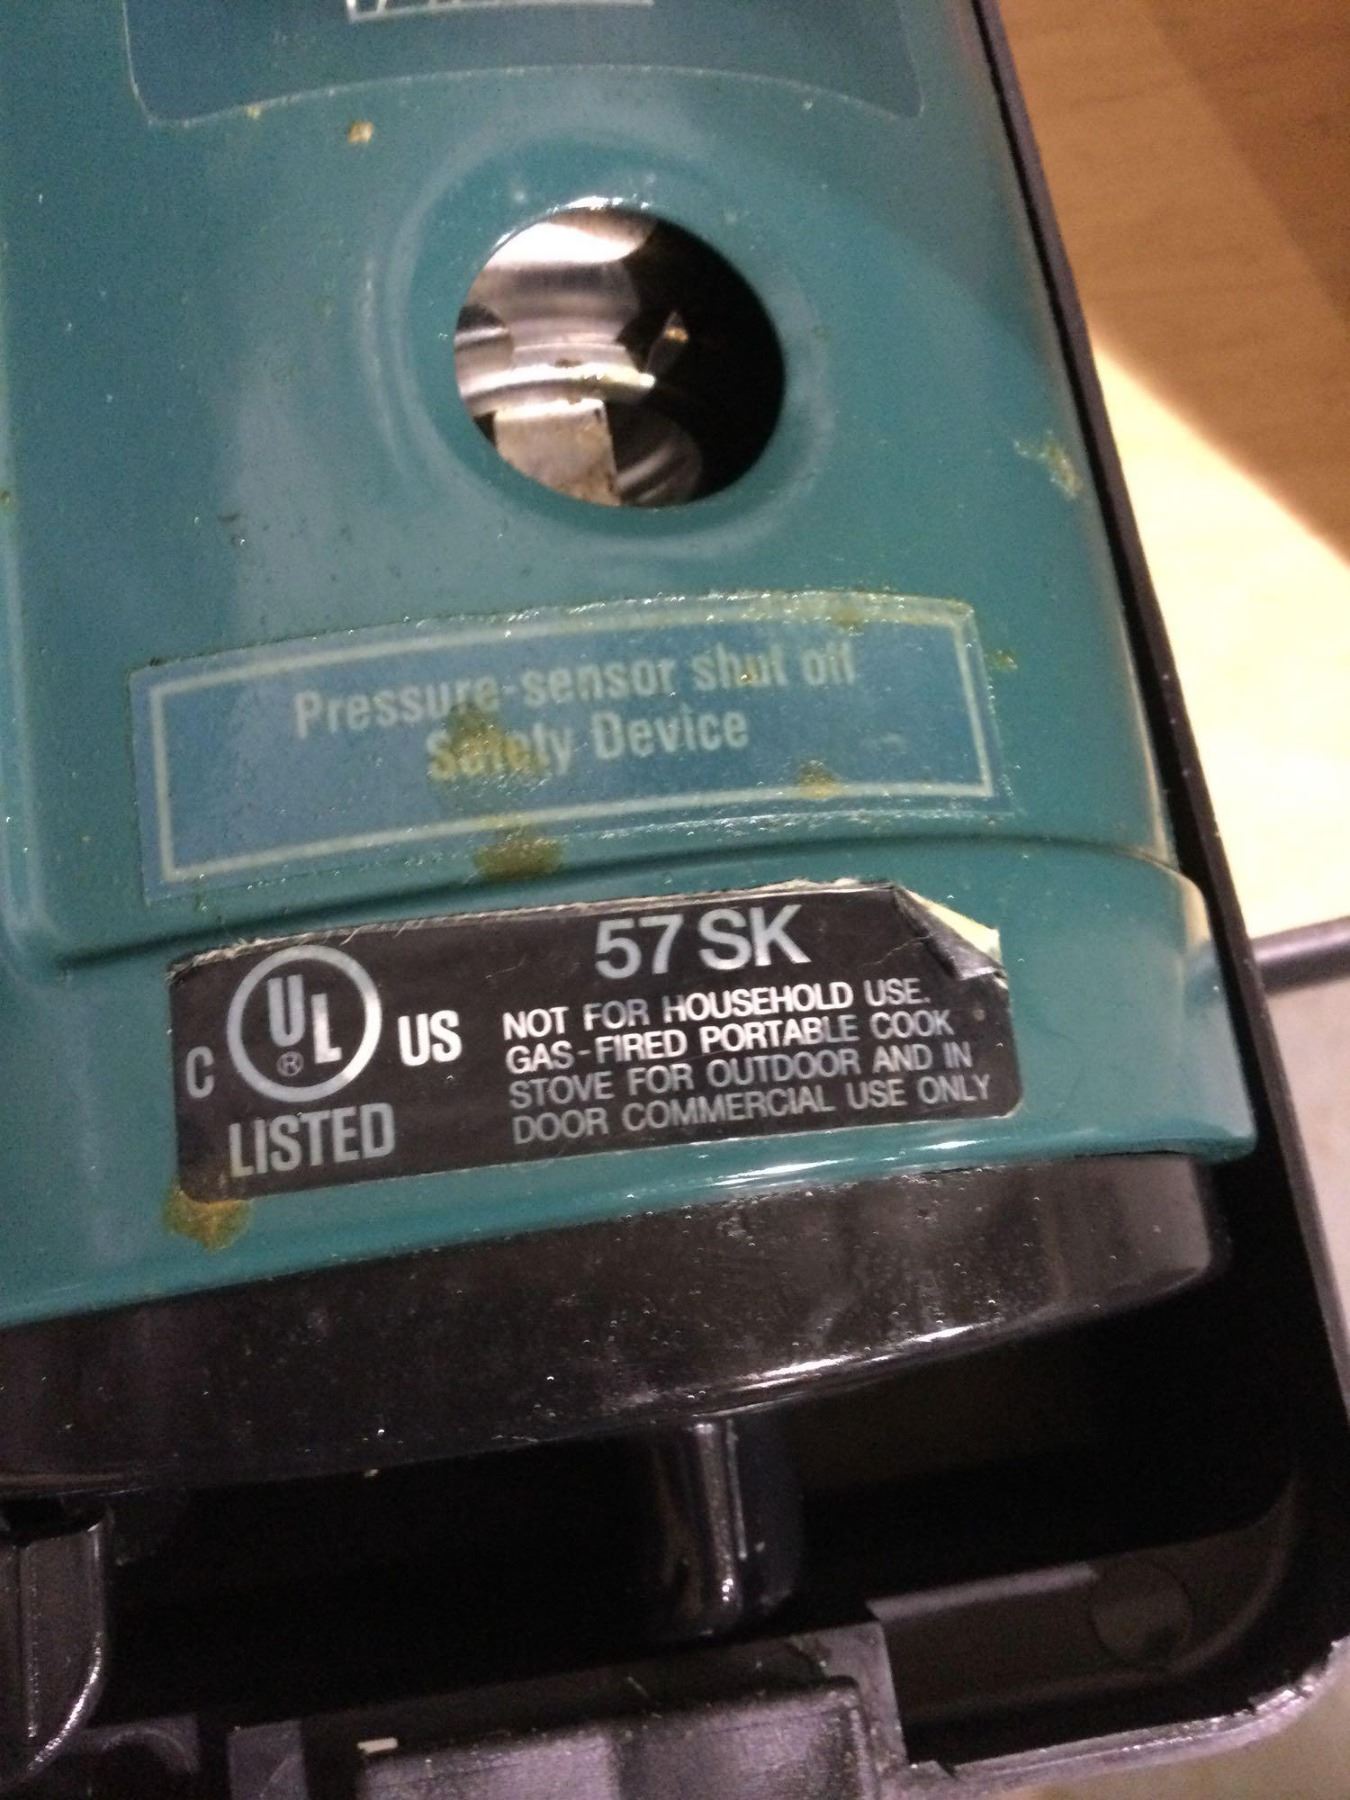 Pressure-sensor shut off
Safety Device
57 SK
C UL ® US
LISTED
NOT FOR HOUSEHOLD USE.
GAS-FIRED PORTABLE COOK
STOVE FOR OUTDOOR AND IN
DOOR COMMERCIAL USE ONLY